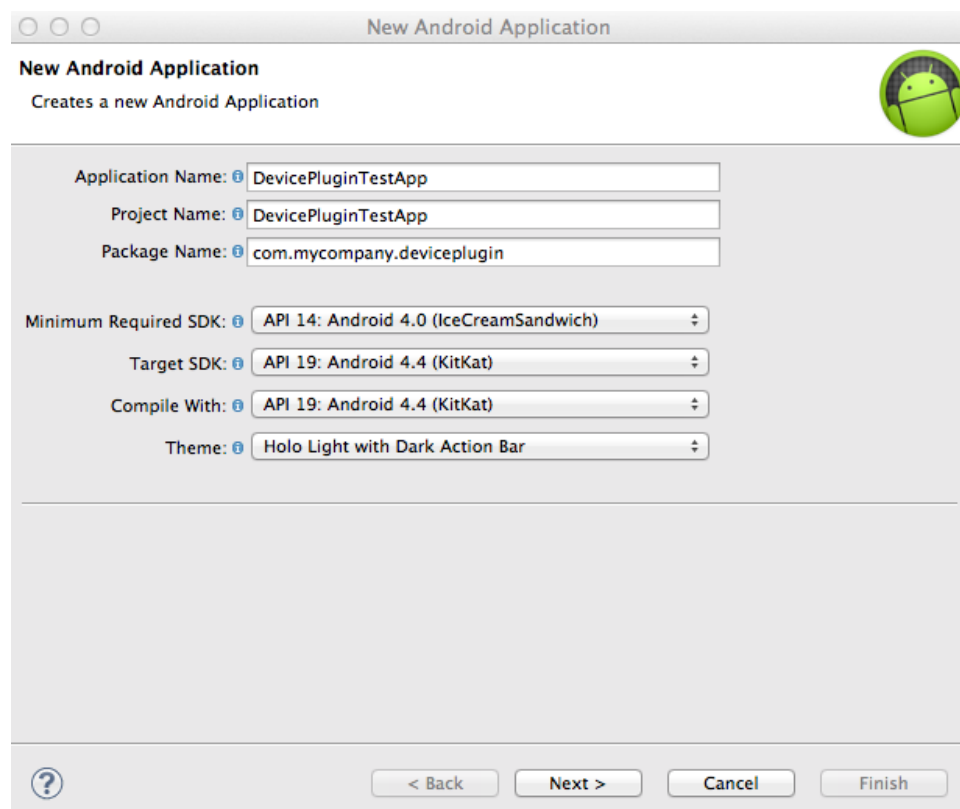 New Android Application
New Android Application
Creates a new Android Application
Application Name: DevicePluginTestApp
Project Name: DevicePluginTestApp
Package Name: com.mycompany.deviceplugin
Minimum Required SDK: API 14: Android 4.0 (IceCreamSandwich)
Target SDK: API 19: Android 4.4 (KitKat)
Compile With: API 19: Android 4.4 (KitKat)
Theme: Holo Light with Dark Action Bar
? < Back Next > Cancel Finish